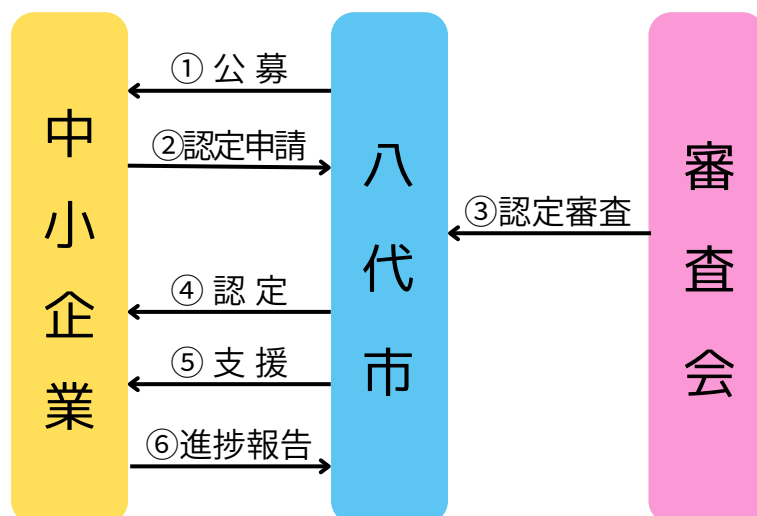 中小企業
八代市
審査会
① 公 募
②認定申請
③認定審査
④ 認 定
⑤ 支 援
⑥進捗報告